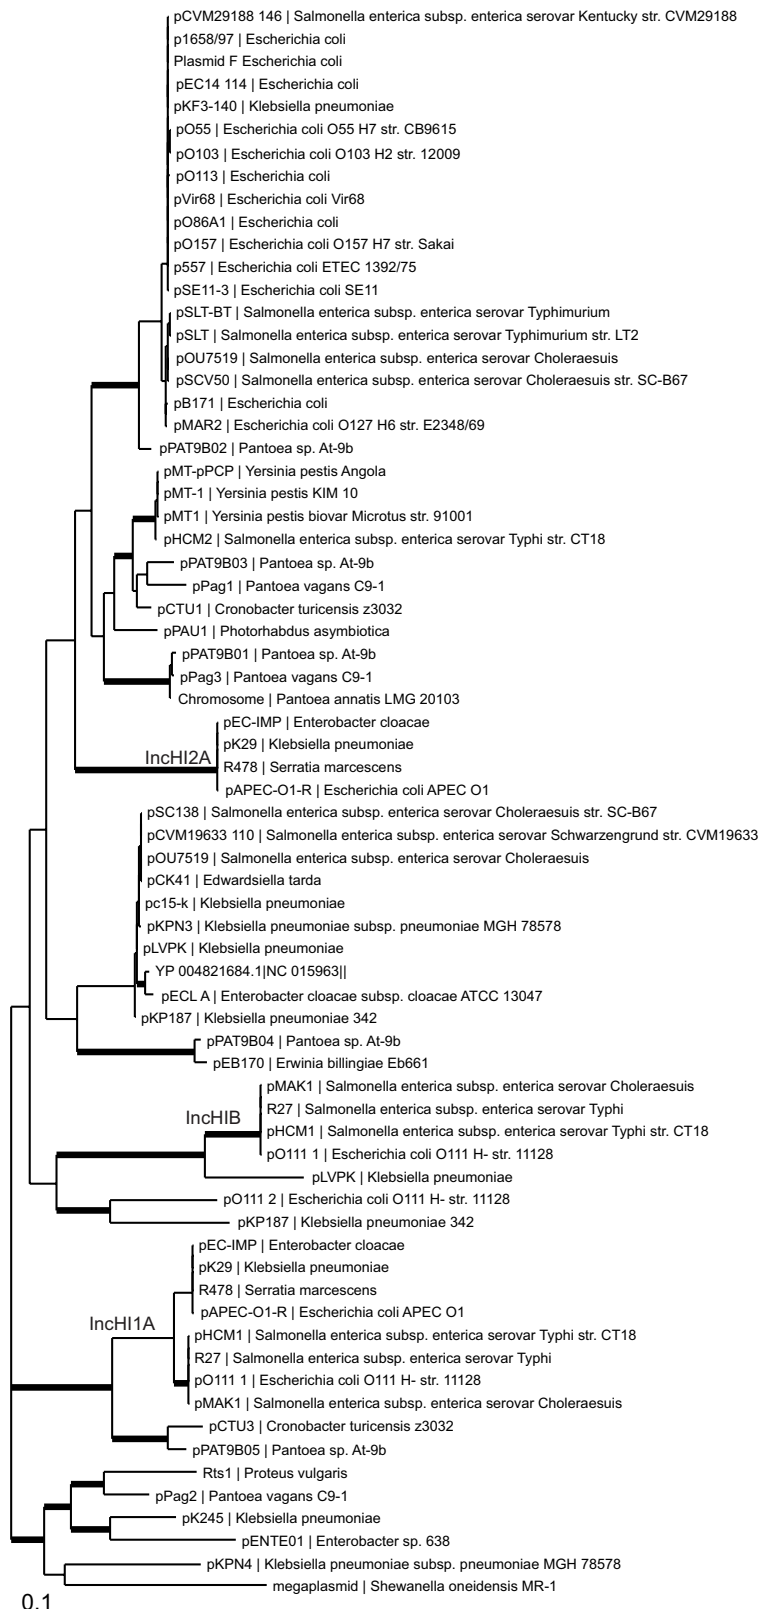 pCVM29188 146 | Salmonella enterica subsp. enterica serovar Kentucky str. CVM29188
p1658/97 | Escherichia coli
Plasmid F Escherichia coli
pEC14 114 | Escherichia coli
pKF3-140 | Klebsiella pneumoniae
pO55 | Escherichia coli O55 H7 str. CB9615
pO103 | Escherichia coli O103 H2 str. 12009
pO113 | Escherichia coli
pVir68 | Escherichia coli Vir68
pO86A1 | Escherichia coli
pO157 | Escherichia coli O157 H7 str. Sakai
p557 | Escherichia coli ETEC 1392/75
pSE11-3 | Escherichia coli SE11
pSLT-BT | Salmonella enterica subsp. enterica serovar Typhimurium
pSLT | Salmonella enterica subsp. enterica serovar Typhimurium str. LT2
pOU7519 | Salmonella enterica subsp. enterica serovar Choleraesuis
pSCV50 | Salmonella enterica subsp. enterica serovar Choleraesuis str. SC-B67
pB171 | Escherichia coli
pMAR2 | Escherichia coli O127 H6 str. E2348/69
pPAT9B02 | Pantoea sp. At-9b
pMT-pPCP | Yersinia pestis Angola
pMT-1 | Yersinia pestis KIM 10
pMT1 | Yersinia pestis biovar Microtus str. 91001
pHCM2 | Salmonella enterica subsp. enterica serovar Typhi str. CT18
pPAT9B03 | Pantoea sp. At-9b
pPag1 | Pantoea vagans C9-1
pCTU1 | Cronobacter turicensis z3032
pPAU1 | Photorhabdus asymbiotica
pPAT9B01 | Pantoea sp. At-9b
pPag3 | Pantoea vagans C9-1
Chromosome | Pantoea annatis LMG 20103
pEC-IMP | Enterobacter cloacae
pK29 | Klebsiella pneumoniae
IncHI2A
R478 | Serratia marcescens
pAPEC-O1-R | Escherichia coli APEC O1
pSC138 | Salmonella enterica subsp. enterica serovar Choleraesuis str. SC-B67
pCVM19633 110 | Salmonella enterica subsp. enterica serovar Schwarzengrund str. CVM19633
pOU7519 | Salmonella enterica subsp. enterica serovar Choleraesuis
pCK41 | Edwardsiella tarda
pc15-k | Klebsiella pneumoniae
pKPN3 | Klebsiella pneumoniae subsp. pneumoniae MGH 78578
pLVPK | Klebsiella pneumoniae
YP 004821684.1|NC 015963||
pECL A | Enterobacter cloacae subsp. cloacae ATCC 13047
pKP187 | Klebsiella pneumoniae 342
pPAT9B04 | Pantoea sp. At-9b
pEB170 | Erwinia billingiae Eb661
pMAK1 | Salmonella enterica subsp. enterica serovar Choleraesuis
R27 | Salmonella enterica subsp. enterica serovar Typhi
IncHIB
pHCM1 | Salmonella enterica subsp. enterica serovar Typhi str. CT18
pO111 1 | Escherichia coli O111 H- str. 11128
pLVPK | Klebsiella pneumoniae
pO111 2 | Escherichia coli O111 H- str. 11128
pKP187 | Klebsiella pneumoniae 342
pEC-IMP | Enterobacter cloacae
pK29 | Klebsiella pneumoniae
R478 | Serratia marcescens
pAPEC-O1-R | Escherichia coli APEC O1
IncHI1A
pHCM1 | Salmonella enterica subsp. enterica serovar Typhi str. CT18
R27 | Salmonella enterica subsp. enterica serovar Typhi
pO111 1 | Escherichia coli O111 H- str. 11128
pMAK1 | Salmonella enterica subsp. enterica serovar Choleraesuis
pCTU3 | Cronobacter turicensis z3032
pPAT9B05 | Pantoea sp. At-9b
Rts1 | Proteus vulgaris
pPag2 | Pantoea vagans C9-1
pK245 | Klebsiella pneumoniae
pENTE01 | Enterobacter sp. 638
pKPN4 | Klebsiella pneumoniae subsp. pneumoniae MGH 78578
megaplasmid | Shewanella oneidensis MR-1
0.1